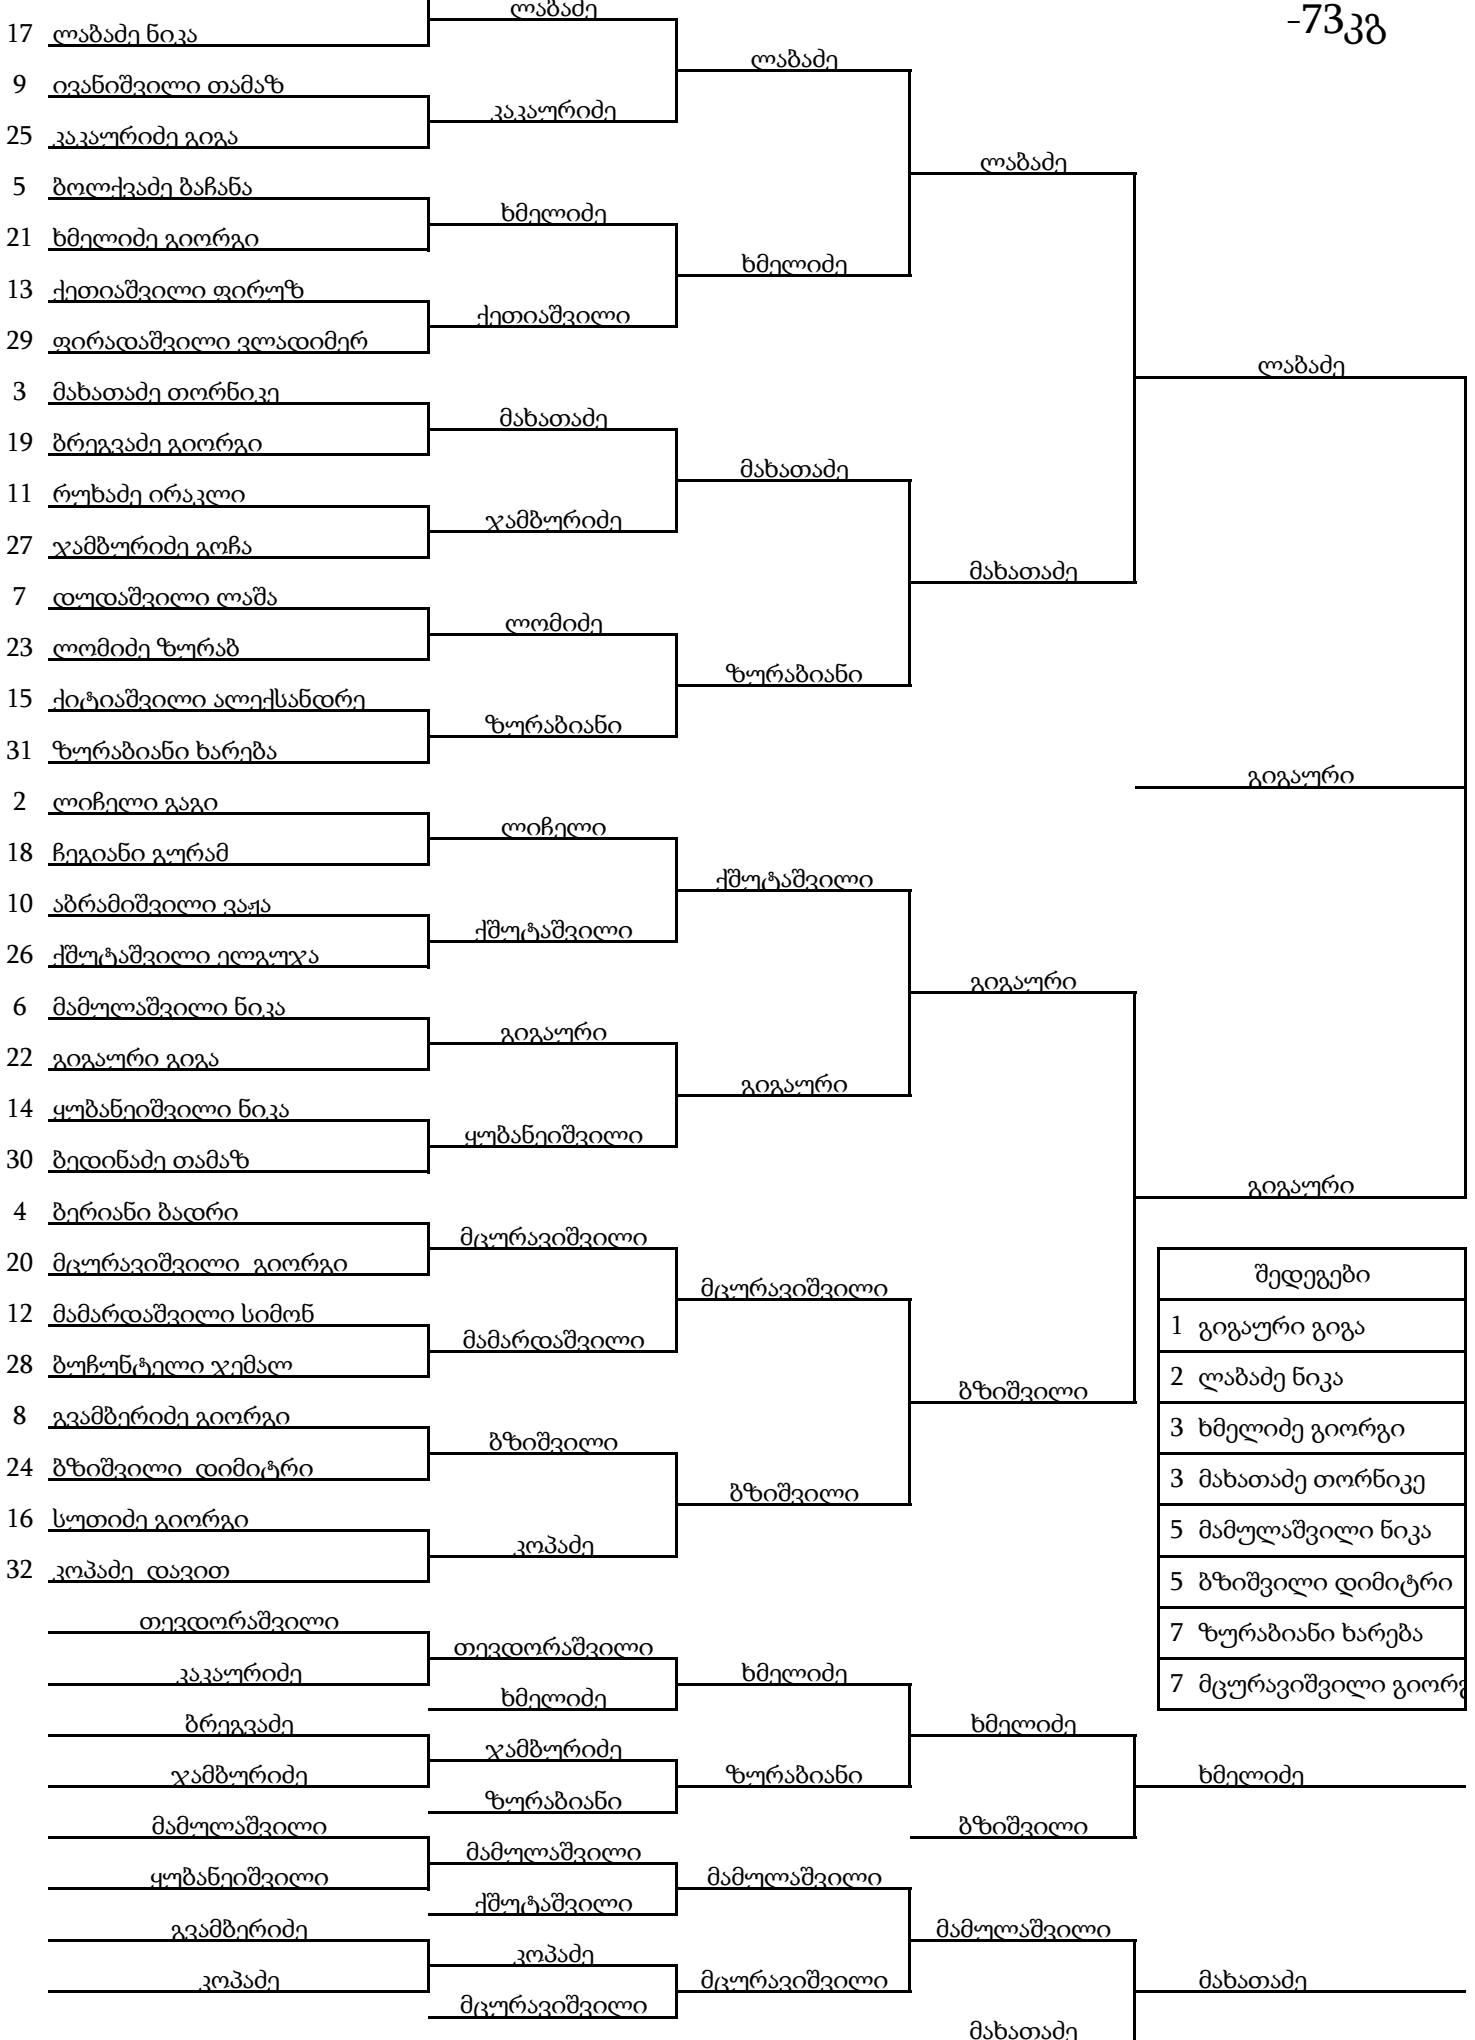 ლაბაძე
-73კგ
17 ლაბაძე ნიკა
ლაბაძე
9 ივანიშვილი თამაზ
კაკაურიძე
25 კაკაურიძე გიგა
ლაბაძე
5 ბოლქვაძე ბაჩანა
ხმელიძე
21 ხმელიძე გიორგი
ხმელიძე
13 ქეთიაშვილი ფირუზ
ქეთიაშვილი
29 ფირადაშვილი ვლადიმერ
ლაბაძე
3 მახათაძე თორნიკე
მახათაძე
19 ბრეგვაძე გიორგი
მახათაძე
11 რუხაძე ირაკლი
ჯამბურიძე
27 ჯამბურიძე გოჩა
მახათაძე
7 დუდაშვილი ლაშა
ლომიძე
23 ლომიძე ზურაბ
ზურაბიანი
15 ქიტიაშვილი ალექსანდრე
ზურაბიანი
31 ზურაბიანი ხარება
გიგაური
2 ლიჩელი გაგი
ლიჩელი
18 ჩეგიანი გურამ
ქშუტაშვილი
10 აბრამიშვილი ვაჟა
ქშუტაშვილი
26 ქშუტაშვილი ელგუჯა
გიგაური
6 მამულაშვილი ნიკა
გიგაური
22 გიგაური გიგა
გიგაური
14 ყუბანეიშვილი ნიკა
ყუბანეიშვილი
30 ბედინაძე თამაზ
გიგაური
4 ბერიანი ბადრი
მცურავიშვილი
20 მცურავიშვილი გიორგი
შედეგები
მცურავიშვილი
12 მამარდაშვილი სიმონ
1 გიგაური გიგა
მამარდაშვილი
28 ბუჩუნტელი ჯემალ
2 ლაბაძე ნიკა
ბზიშვილი
8 გვამბერიძე გიორგი
3 ხმელიძე გიორგი
ბზიშვილი
24 ბზიშვილი დიმიტრი
3 მახათაძე თორნიკე
ბზიშვილი
16 სუთიძე გიორგი
5 მამულაშვილი ნიკა
კოპაძე
32 კოპაძე დავით
5 ბზიშვილი დიმიტრი
თევდორაშვილი
7 ზურაბიანი ხარება
თევდორაშვილი
კაკაურიძე
ხმელიძე
7 მცურავიშვილი გიორგ
ხმელიძე
ბრეგვაძე
ხმელიძე
ჯამბურიძე
ჯამბურიძე
ზურაბიანი
ხმელიძე
ზურაბიანი
მამულაშვილი
ბზიშვილი
მამულაშვილი
ყუბანეიშვილი
მამულაშვილი
ქშუტაშვილი
გვამბერიძე
მამულაშვილი
კოპაძე
კოპაძე
მცურავიშვილი
მახათაძე
მცურავიშვილი
მახათაძე